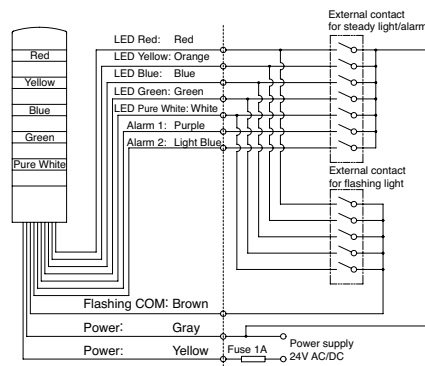 External contact
for steady light/alarm
LED Red: Red
LED Yellow: Orange
LED Blue: Blue
LED Green: Green
LED Pure White: White
Alarm 1: Purple
Alarm 2: Light Blue
Red
Yellow
Blue
Green
Pure White
External contact
for flashing light
Flashing COM: Brown
Power: Gray
Power: Yellow
Fuse 1A
Power supply
24V AC/DC